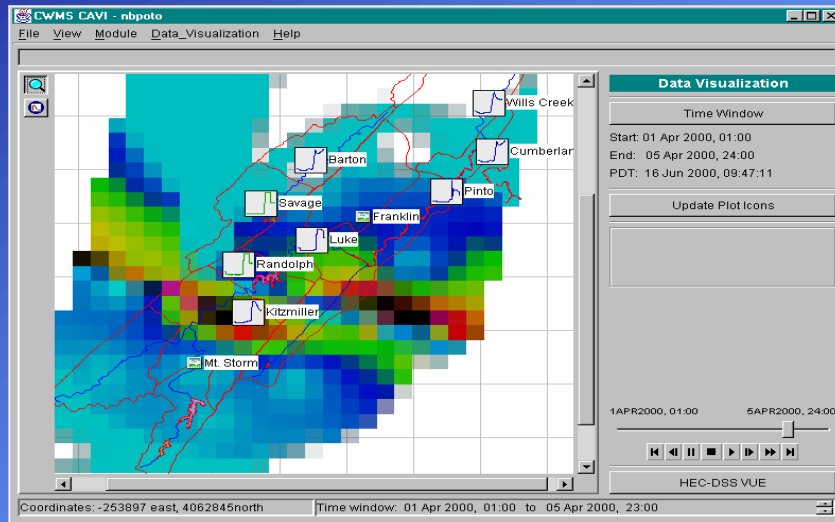 CWMS CAVI - nbpoto
File View Module Data_Visualization Help
Wills Creek
Cumberlan
Barton
Pinto
Savage
Franklin
Luke
Randolph
Kitzmiller
Mt. Storm
Data Visualization
Time Window
Start: 01 Apr 2000, 01:00
End: 05 Apr 2000, 24:00
PDT: 16 Jun 2000, 09:47:11
Update Plot Icons
1APR2000, 01:00 5APR2000, 24:00
HEC-DSS VUE
Coordinates: -253897 east, 4062845north
Time window: 01 Apr 2000, 01:00 to 05 Apr 2000, 23:00